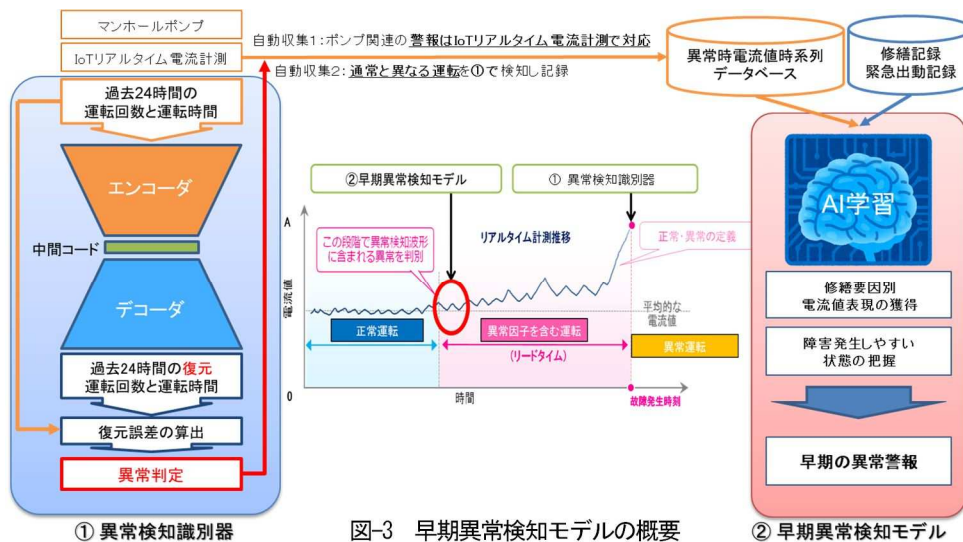 マンホールポンプ
IoTリアルタイム電流計測
過去24時間の
運転回数と運転時間
エンコーダ
中間コード
デコーダ
過去24時間の復元
運転回数と運転時間
復元誤差の算出
異常判定
① 異常検知識別器
自動収集1:ポンプ関連の警報はIoTリアルタイム電流計測で対応
自動収集2:通常と異なる運転を①で検知し記録
②早期異常検知モデル
① 異常検知識別器
A
この段階で異常検知波形
に含まれる異常を判別
リアルタイム計測推移
正常・異常の定義
電流値
平均的な
電流値
正常運転
異常因子を含む運転
(リードタイム)
異常運転
0
時間
故障発生時刻
図-3 早期異常検知モデルの概要
異常時電流値時系列
データベース
修繕記録
緊急出動記録
AI学習
修繕要因別
電流値表現の獲得
障害発生しやすい
状態の把握
早期の異常警報
② 早期異常検知モデル